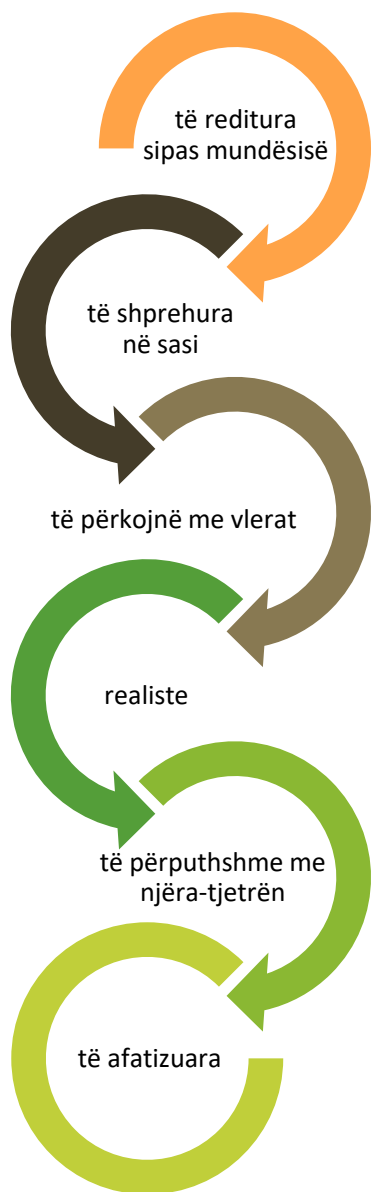 të reditura
sipas mundësisë
të shprehura
në sasi
të përkojnë me vlerat
realiste
të përputhshme me
njëra-tjetrën
të afatizuara